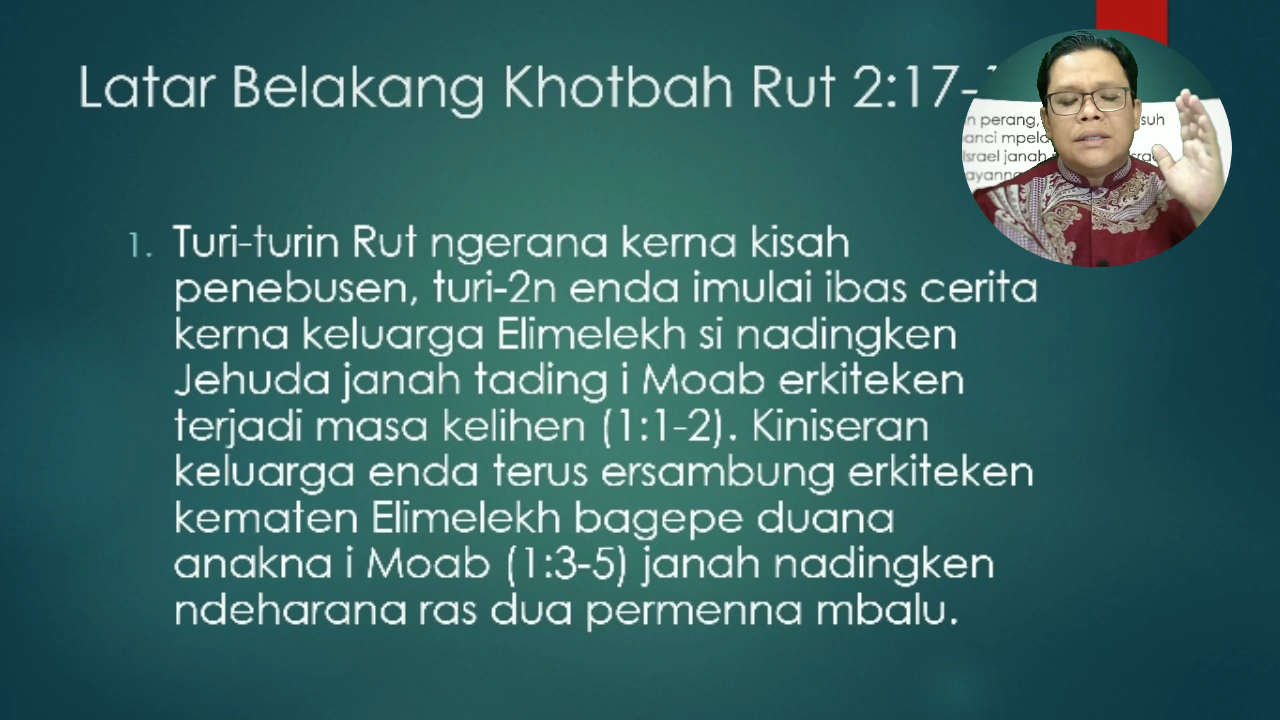 Latar Belakang Khotbah Rut 2:17-
1. Turi-turin Rut ngerana kerna kisah
penebusen, turi-2n enda imulai ibas cerita
kerna keluarga Elimelekh si nadingken
Jehuda janah tading i Moab erkiteken
terjadi masa kelihen (1:1-2). Kiniseran
keluarga enda terus ersambung erkiteken
kematen Elimelekh bagepe duana
anakna i Moab (1:3-5) janah nadingken
ndeharana ras dua permenna mbalu.
perang,
Israel janah